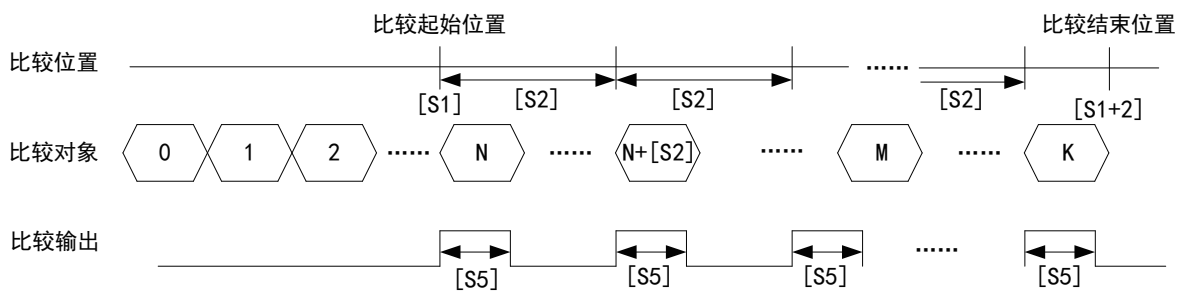 比较起始位置 比较结束位置
比较位置 ……
[S1] [S2] [S2] [S2] [S1+2]
比较对象 0 1 2 …… N …… N+[S2] …… M …… K
比较输出 ……
[S5] [S5] [S5] [S5]